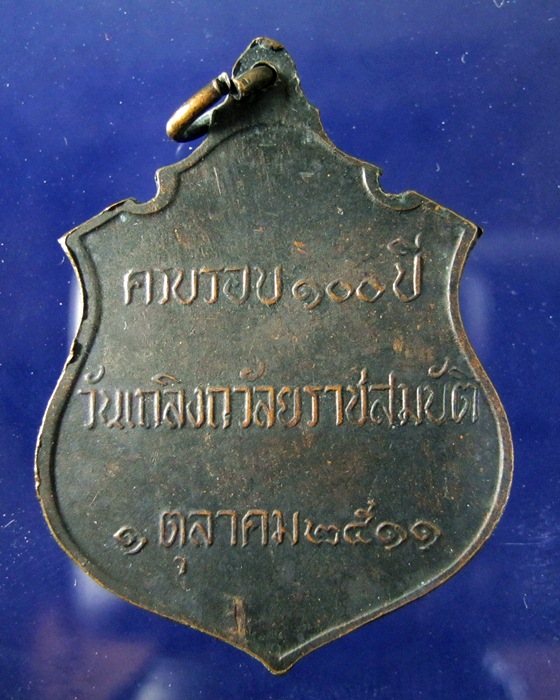 ครบรอบ ๑๐๐ ปี
วันเถลิงถวัลยราชสมบัติ
๑ ตุลาคม ๒๕๑๑